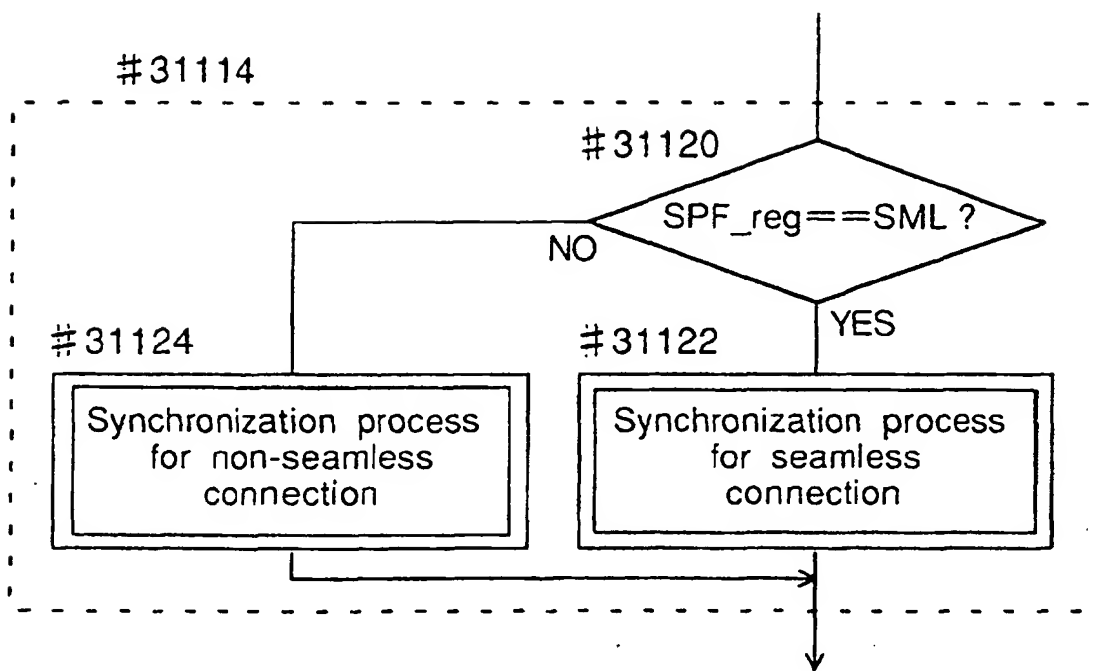 #31114
#31120
SPF_reg==SML ?
NO
YES
#31124
#31122
Synchronization process
for non-seamless
connection
Synchronization process
for seamless
connection